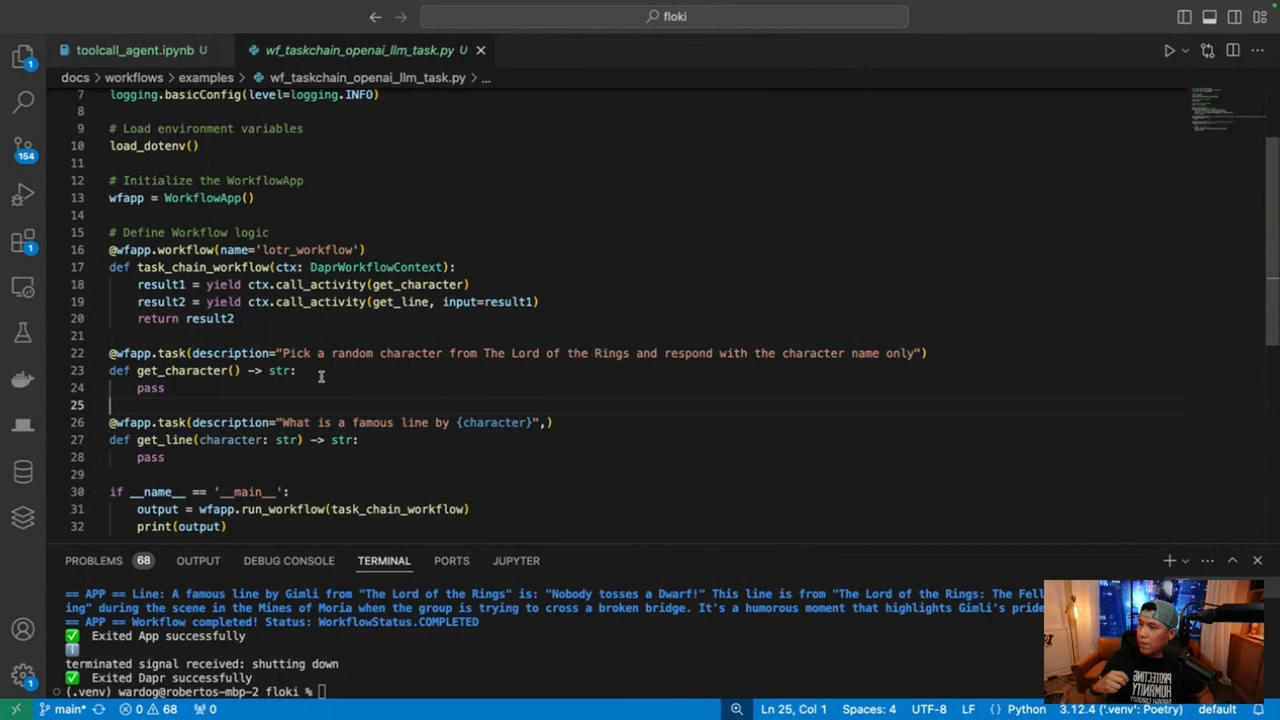 floki
toolcall_agent.ipynb U
wf_taskchain_openai_llm_task.py U
docs > workflows > examples > wf_taskchain_openai_llm_task.py > ...
7 logging.basicConfig(level=logging.INFO)
8
9 # Load environment variables
10 load_dotenv()
11
12 # Initialize the WorkflowApp
13 wfapp = WorkflowApp()
14
15 # Define Workflow logic
16 @wfapp.workflow(name='lotr_workflow')
17 def task_chain_workflow(ctx: DaprWorkflowContext):
18 result1 = yield ctx.call_activity(get_character)
19 result2 = yield ctx.call_activity(get_line, input=result1)
20 return result2
21
22 @wfapp.task(description="Pick a random character from The Lord of the Rings and respond with the character name only")
23 def get_character() -> str:
24 pass
25
26 @wfapp.task(description="What is a famous line by {character}",)
27 def get_line(character: str) -> str:
28 pass
29
30 if __name__ == '__main__':
31 output = wfapp.run_workflow(task_chain_workflow)
32 print(output)
1
154
1
1
PROBLEMS 68 OUTPUT DEBUG CONSOLE TERMINAL PORTS JUPYTER
== APP == Line: A famous line by Gimli from "The Lord of the Rings" is: "Nobody tosses a Dwarf!" This line is from "The Lord of the Rings: The Fell
ing" during the scene in the Mines of Moria when the group is trying to cross a broken bridge. It's a humorous moment that highlights Gimli's pride
== APP == Workflow completed! Status: WorkflowStatus.COMPLETED
✅ Exited App successfully
ℹ️
terminated signal received: shutting down
✅ Exited Dapr successfully
(.venv) wardog@robertos-mbp-2 floki %
PROTECTING
HUMANITY
main* 0 68 0 Ln 25, Col 1 Spaces: 4 UTF-8 LF {} Python 3.12.4 ('.venv': Poetry) default